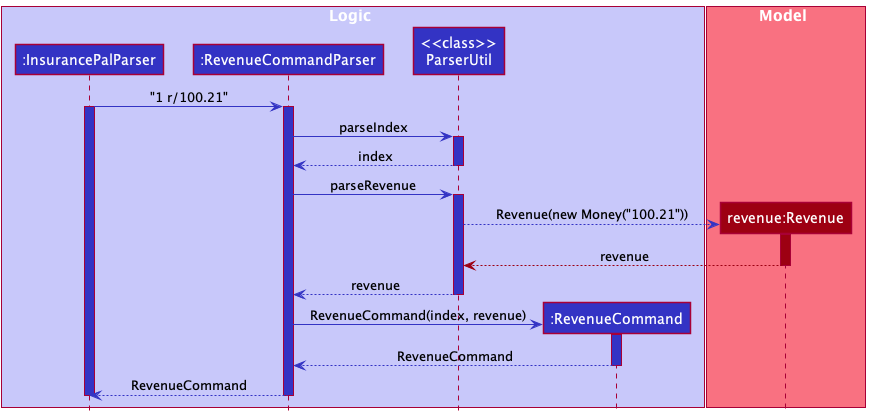 Logic
Model
:InsurancePalParser
:RevenueCommandParser
<<class>>
ParserUtil
"1 r/100.21"
parseIndex
index
parseRevenue
Revenue(new Money("100.21"))
revenue:Revenue
revenue
revenue
RevenueCommand(index, revenue)
:RevenueCommand
RevenueCommand
RevenueCommand